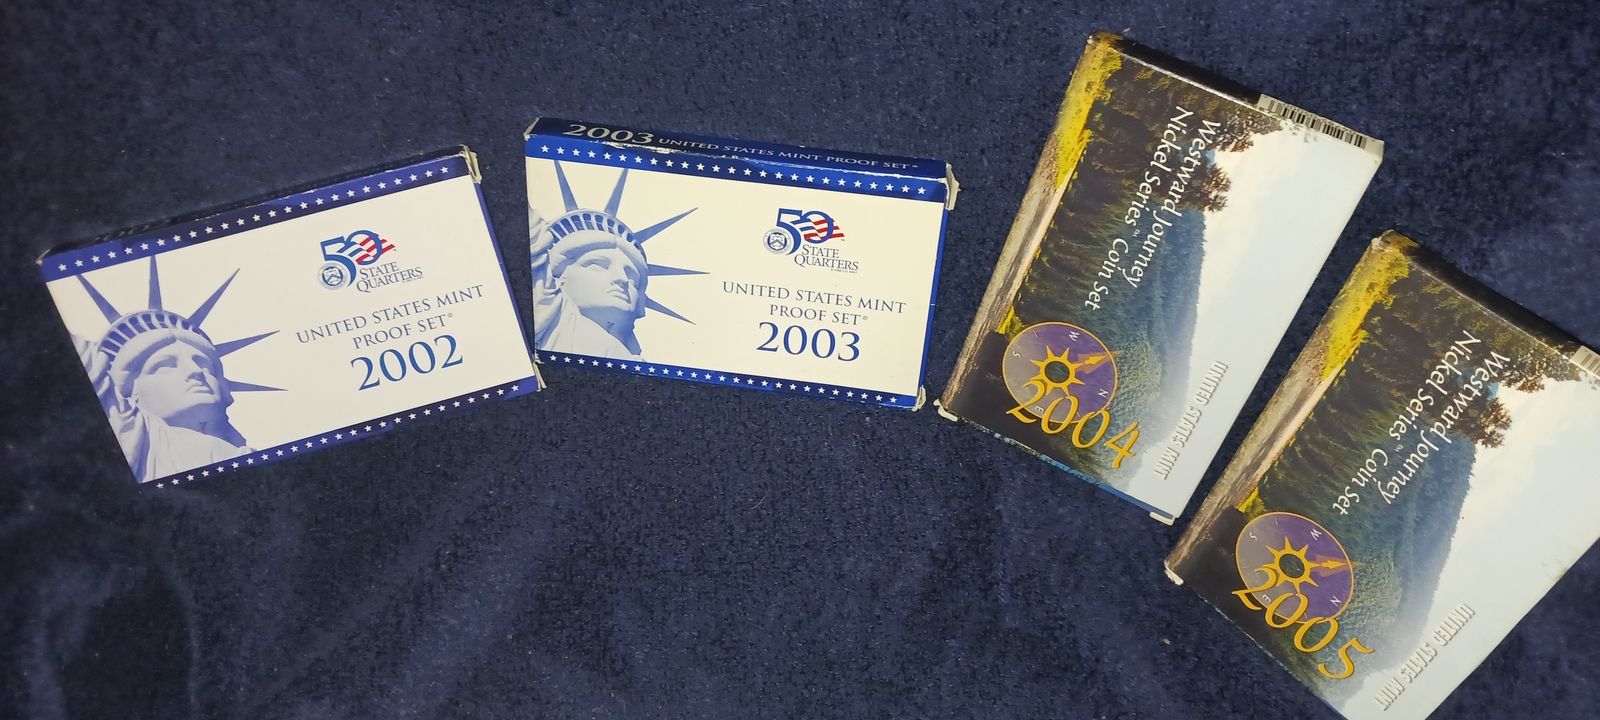 50
STATE
QUARTERS
UNITED STATES MINT
PROOF SET®
2002
2003 UNITED STATES MINT PROOF SET®
50
STATE
QUARTERS
UNITED STATES MINT
PROOF SET®
2003
Westward Journey
Nickel Series™ Coin Set
W
S
N
E
2004
UNITED STATES MINT
Westward Journey
Nickel Series™ Coin Set
W
S
N
E
2005
UNITED STATES MINT